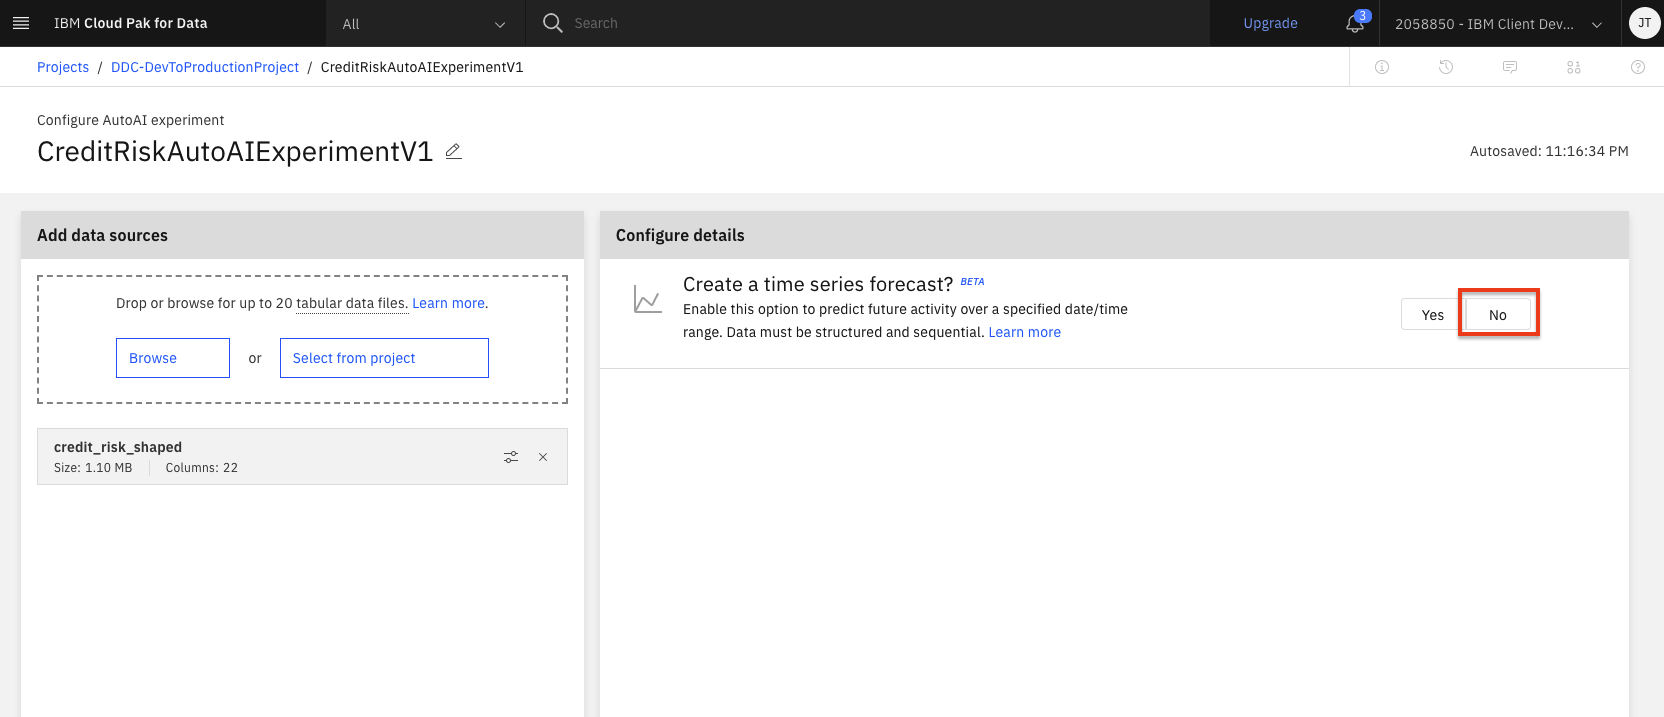 IBM Cloud Pak for Data
All
Search
Upgrade
3
2058850 - IBM Client Dev...
JT
Projects / DDC-DevToProductionProject / CreditRiskAutoAIExperimentV1
Configure AutoAI experiment
CreditRiskAutoAIExperimentV1
Autosaved: 11:16:34 PM
Add data sources
Drop or browse for up to 20 tabular data files. Learn more.
Browse
or
Select from project
credit_risk_shaped
Size: 1.10 MB
Columns: 22
Configure details
Create a time series forecast? BETA
Enable this option to predict future activity over a specified date/time
range. Data must be structured and sequential. Learn more
Yes
No